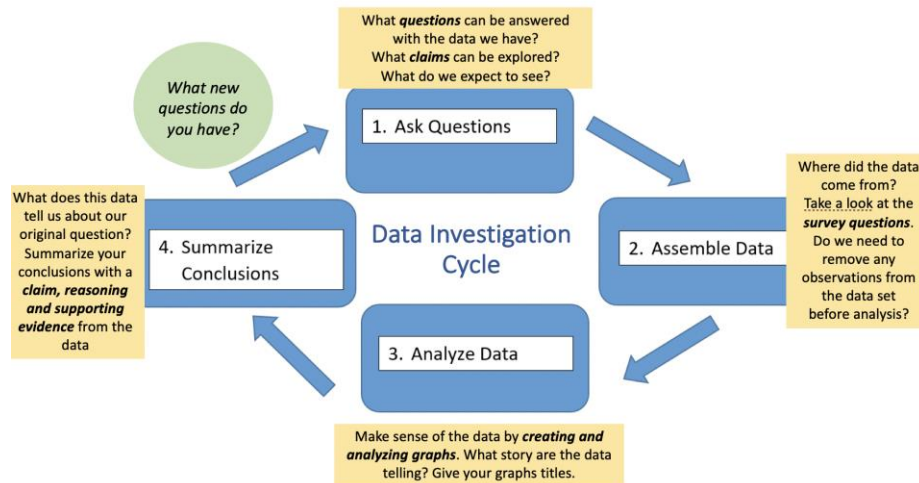 What questions can be answered
with the data we have?
What claims can be explored?
What do we expect to see?
What new
questions do
you have?
1. Ask Questions
Where did the data
come from?
Take a look at the
survey questions.
Do we need to
remove any
observations from
the data set
before analysis?
2. Assemble Data
Data Investigation
Cycle
What does this data
tell us about our
original question?
Summarize your
conclusions with a
claim, reasoning
and supporting
evidence from the
data
4. Summarize
Conclusions
3. Analyze Data
Make sense of the data by creating and
analyzing graphs. What story are the data
telling? Give your graphs titles.